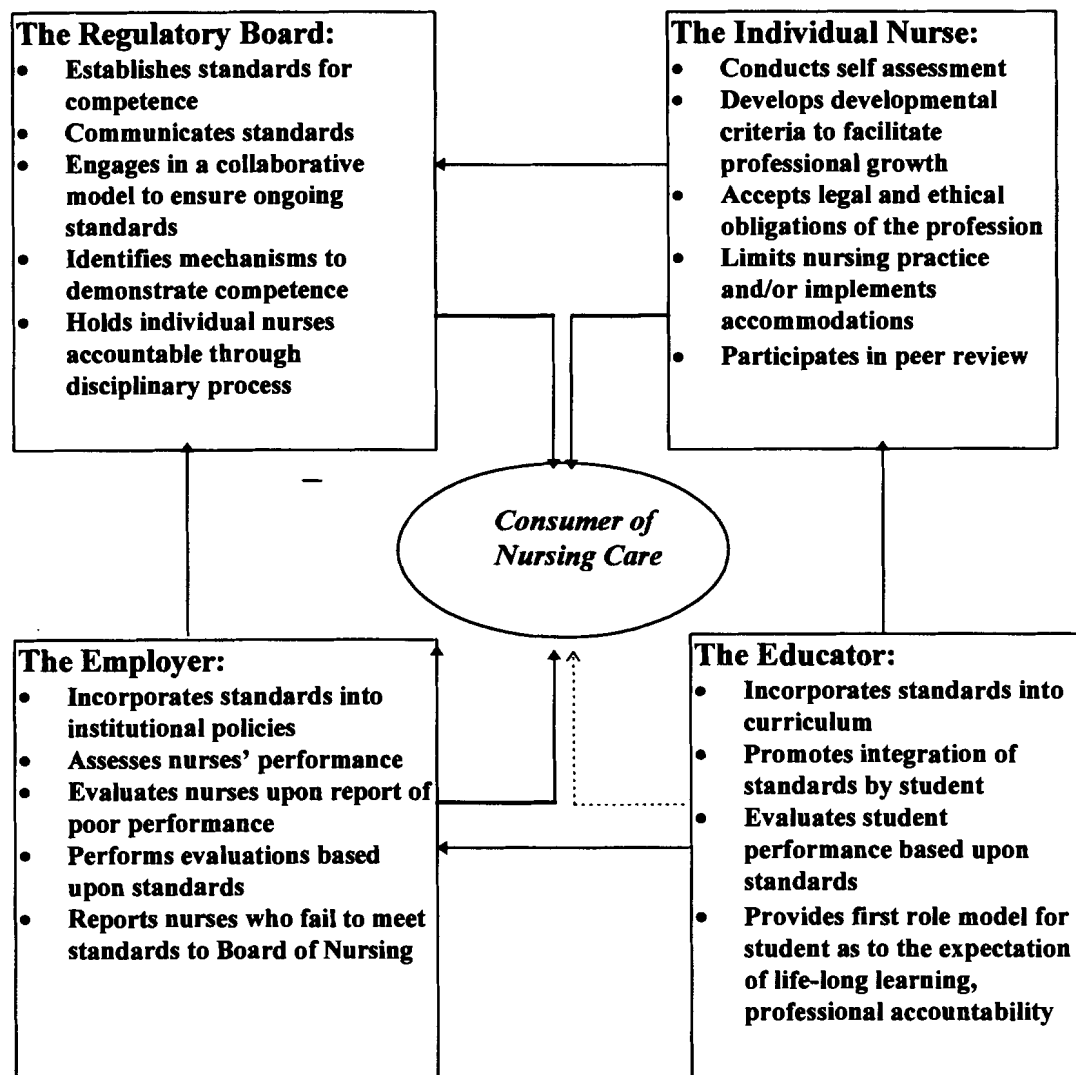 The Regulatory Board:
• Establishes standards for
competence
• Communicates standards
• Engages in a collaborative
model to ensure ongoing
standards
• Identifies mechanisms to
demonstrate competence
• Holds individual nurses
accountable through
disciplinary process
The Individual Nurse:
• Conducts self assessment
• Develops developmental
criteria to facilitate
professional growth
• Accepts legal and ethical
obligations of the profession
• Limits nursing practice
and/or implements
accommodations
• Participates in peer review
Consumer of
Nursing Care
The Employer:
• Incorporates standards into
institutional policies
• Assesses nurses’ performance
• Evaluates nurses upon report of
poor performance
• Performs evaluations based
upon standards
• Reports nurses who fail to meet
standards to Board of Nursing
The Educator:
• Incorporates standards into
curriculum
• Promotes integration of
standards by student
• Evaluates student
performance based upon
standards
• Provides first role model for
student as to the expectation
of life-long learning,
professional accountability